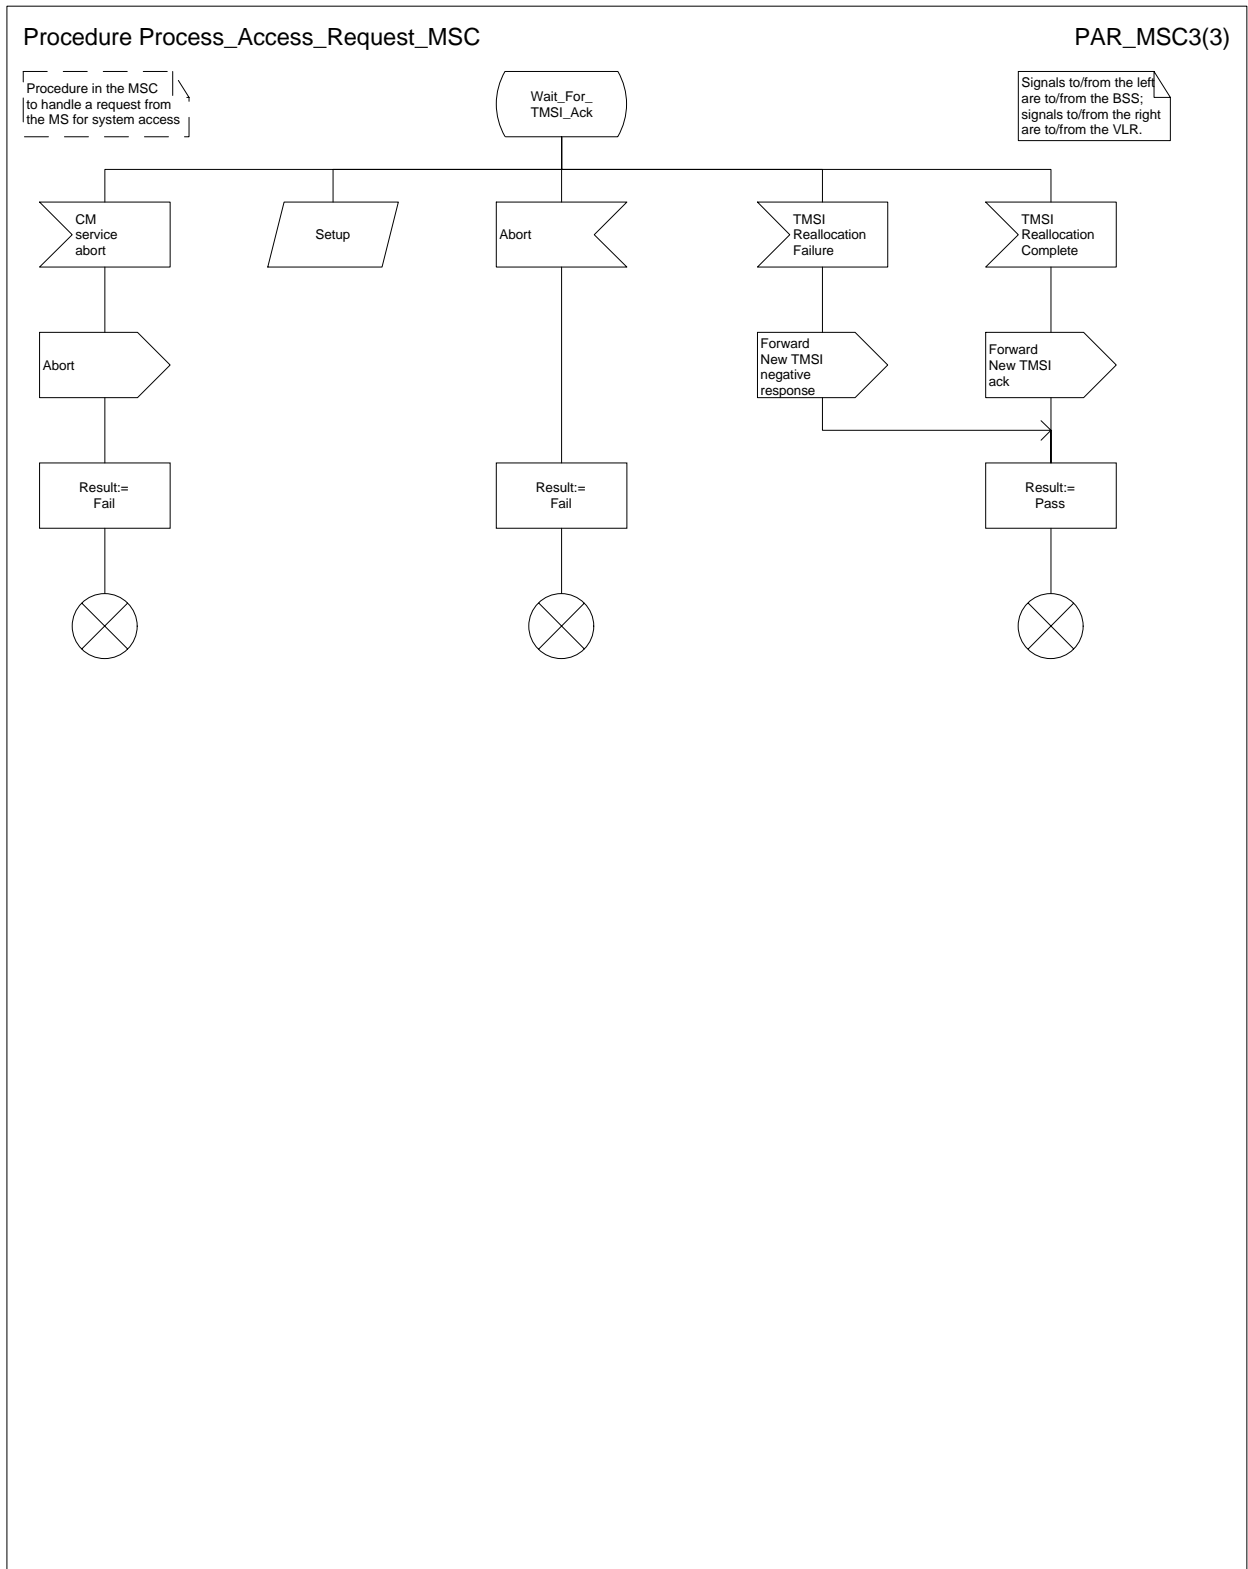 Procedure Process_Access_Request_MSC
PAR_MSC3(3)
Procedure in the MSC
to handle a request from
the MS for system access
Wait_For_
TMSI_Ack
Signals to/from the left
are to/from the BSS;
signals to/from the right
are to/from the VLR.
CM
service
abort
Setup
Abort
TMSI
Reallocation
Failure
TMSI
Reallocation
Complete
Abort
Forward
New TMSI
negative
response
Forward
New TMSI
ack
Result:=
Fail
Result:=
Fail
Result:=
Pass